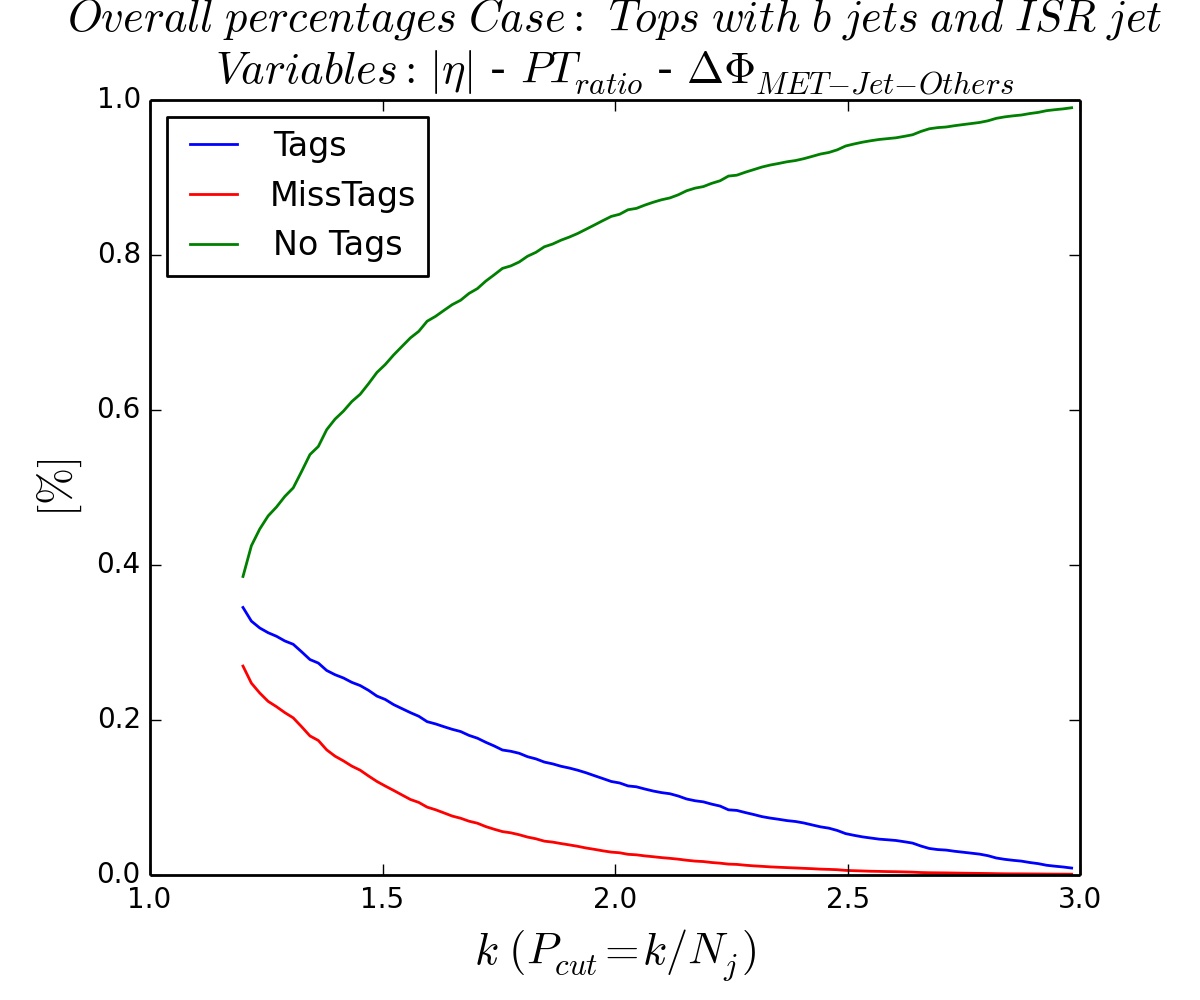 Overall percentages Case: Tops with b jets and ISR jet
Variables: |η| - PT_ratio - ΔΦ_MET−Jet−Others
1.0
Tags
MissTags
No Tags
0.8
0.6
[%]
0.4
0.2
0.0
1.0 1.5 2.0 2.5 3.0
k (P_cut = k/N_j)